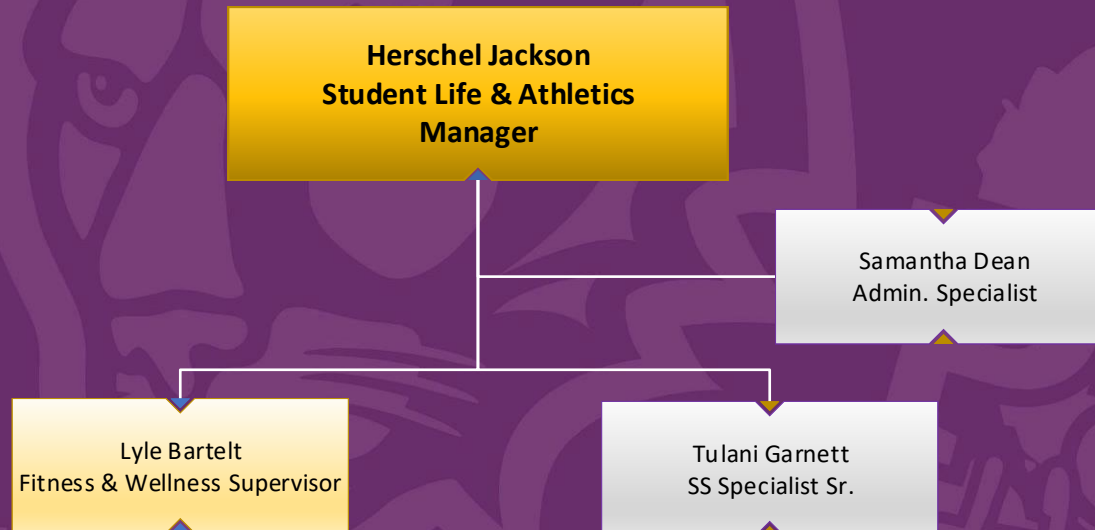 Herschel Jackson
Student Life & Athletics
Manager
Samantha Dean
Admin. Specialist
Lyle Bartelt
Fitness & Wellness Supervisor
Tulani Garnett
SS Specialist Sr.